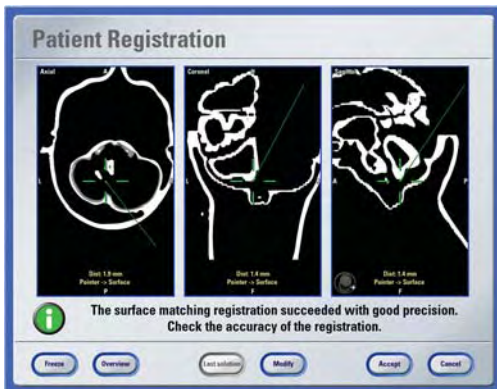 Patient Registration
Axial
A
L
Dist: 1.9 mm
Pointer -> Surface
P
Coronal
H
R
L
Dist: 1.4 mm
Pointer -> Surface
F
Sagittal
H
A
P
Dist: 1.4 mm
Pointer -> Surface
F
The surface matching registration succeeded with good precision.
Check the accuracy of the registration.
Freeze
Overview
Last solution
Modify
Accept
Cancel